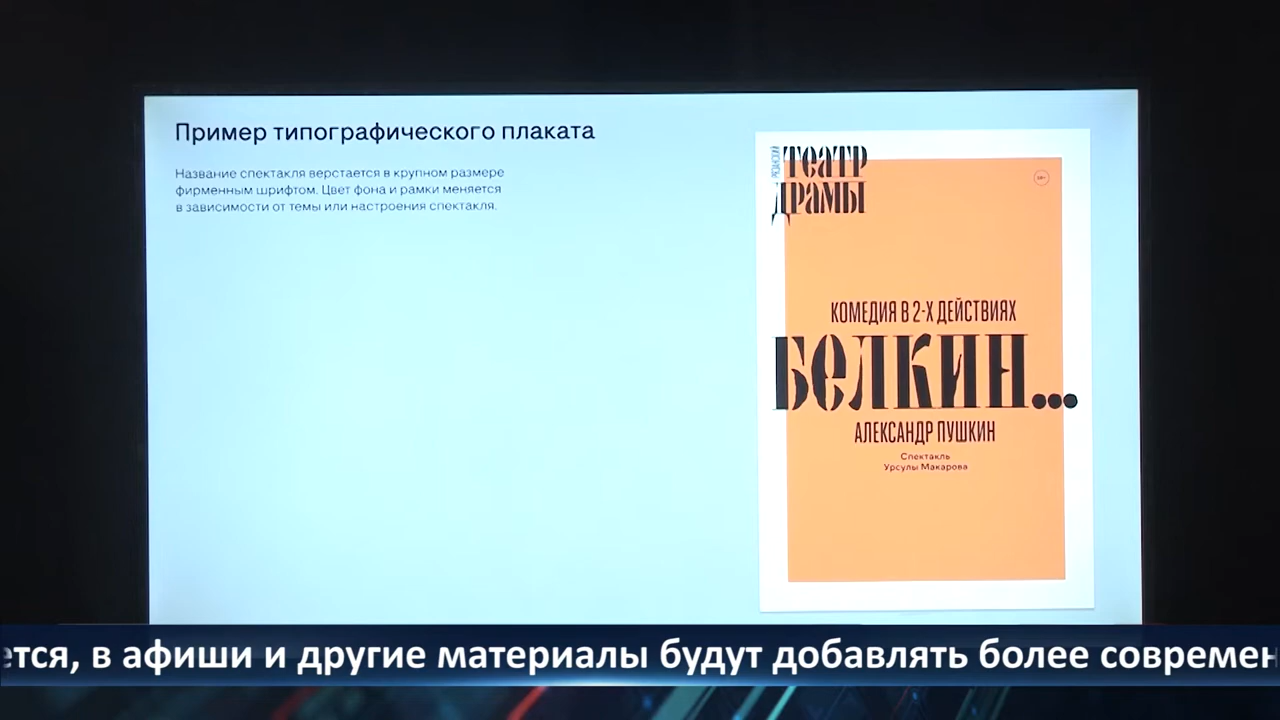 Пример типографического плаката
Название спектакля верстается в крупном размере
фирменным шрифтом. Цвет фона и рамки меняется
в зависимости от темы или настроения спектакля.
РЯЗАНСКИЙ
ТЕАТР
ДРАМЫ
КОМЕДИЯ В 2-Х ДЕЙСТВИЯХ
БЕЛКИН...
АЛЕКСАНДР ПУШКИН
Спектакль
Урсулы Макарова
ется, в афиши и другие материалы будут добавлять более современ